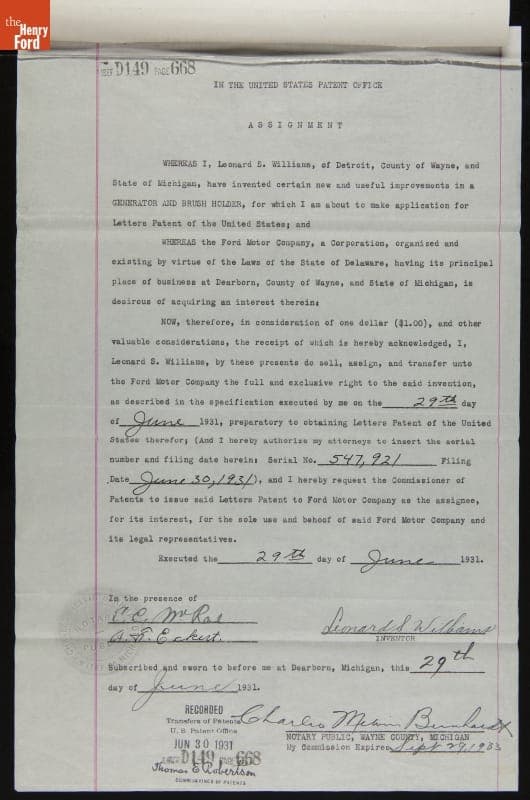 the
Henry
Ford
REEF D149 PAGE 668
IN THE UNITED STATES PATENT OFFICE
ASSIGNMENT
WHEREAS I, Leonard S. Williams, of Detroit, County of Wayne, and
State of Michigan, have invented certain new and useful improvements in a
GENERATOR AND BRUSH HOLDER, for which I am about to make application for
Letters Patent of the United States; and
WHEREAS the Ford Motor Company, a Corporation, organized and
existing by virtue of the Laws of the State of Delaware, having its principal
place of business at Dearborn, County of Wayne, and State of Michigan, is
desirous of acquiring an interest therein;
NOW, therefore, in consideration of one dollar ($1.00), and other
valuable considerations, the receipt of which is hereby acknowledged, I,
Leonard S. Williams, by these presents do sell, assign, and transfer unto
the Ford Motor Company the full and exclusive right to the said invention,
as described in the specification executed by me on the 29th day
of June 1931, preparatory to obtaining Letters Patent of the United
States therefor; (And I hereby authorize my attorneys to insert the serial
number and filing date herein: Serial No. 547,921 Filing
Date June 30, 1931), and I hereby request the Commissioner of
Patents to issue said Letters Patent to Ford Motor Company as the assignee,
for its interest, for the sole use and behoof of said Ford Motor Company and
its legal representatives.
Executed the 29th day of June 1931.
In the presence of
C. C. McRae
A. F. Eckert
Leonard S. Williams
INVENTOR
Subscribed and sworn to before me at Dearborn, Michigan, this 29th
day of June 1931.
RECORDED
Transfers of Patents
U. S. Patent Office
JUN 30 1931
D149 PAGE 668
Thomas E Robertson
COMMISSIONER OF PATENTS
Charles Melvin Burnhardt
NOTARY PUBLIC, WAYNE COUNTY, MICHIGAN
My Commission Expires Sept 27, 1933